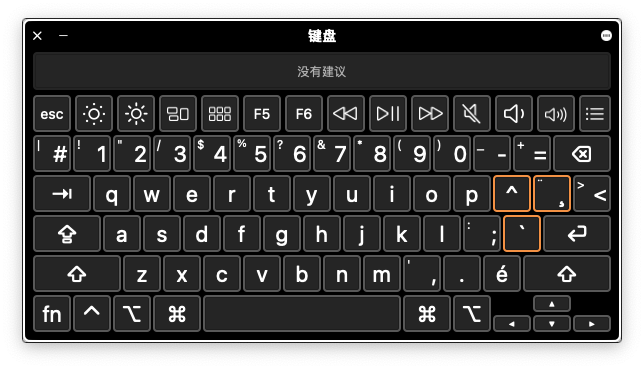 键盘
没有建议
esc F5 F6
| # ! 1 " 2 / 3 $ 4 % 5 ? 6 & 7 * 8 ( 9 ) 0 _ - + =
q w e r t y u i o p ^ ¨ ¸ > <
a s d f g h j k l : ; `
z x c v b n m ' , . é
fn ^ ⌥ ⌘ ⌘ ⌥